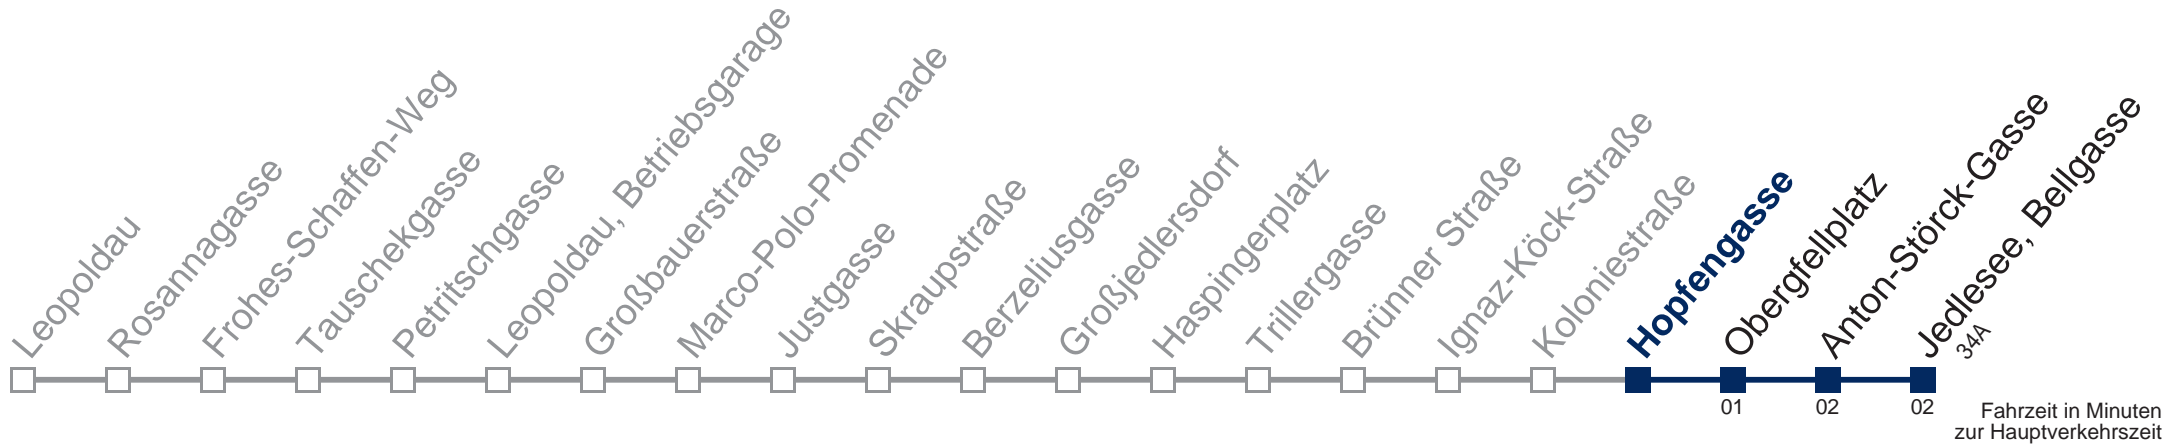 Leopoldau
Rosannagasse
Frohes-Schaffen-Weg
Tauschekgasse
Petritschgasse
Leopoldau, Betriebsgarage
Großbauerstraße
Marco-Polo-Promenade
Justgasse
Skraupstraße
Berzeliusgasse
Großjedlersdorf
Haspingerplatz
Trillergasse
Brünner Straße
Ignaz-Köck-Straße
Koloniestraße
Hopfengasse
Obergfellplatz
Anton-Störck-Gasse
Jedlesee, Bellgasse
34A
01
02
02
Fahrzeit in Minuten
zur Hauptverkehrszeit